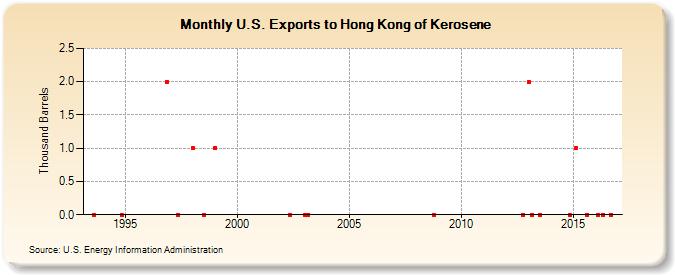 Monthly U.S. Exports to Hong Kong of Kerosene
Thousand Barrels
2.5
2.0
1.5
1.0
0.5
0.0
1995 2000 2005 2010 2015
Source: U.S. Energy Information Administration